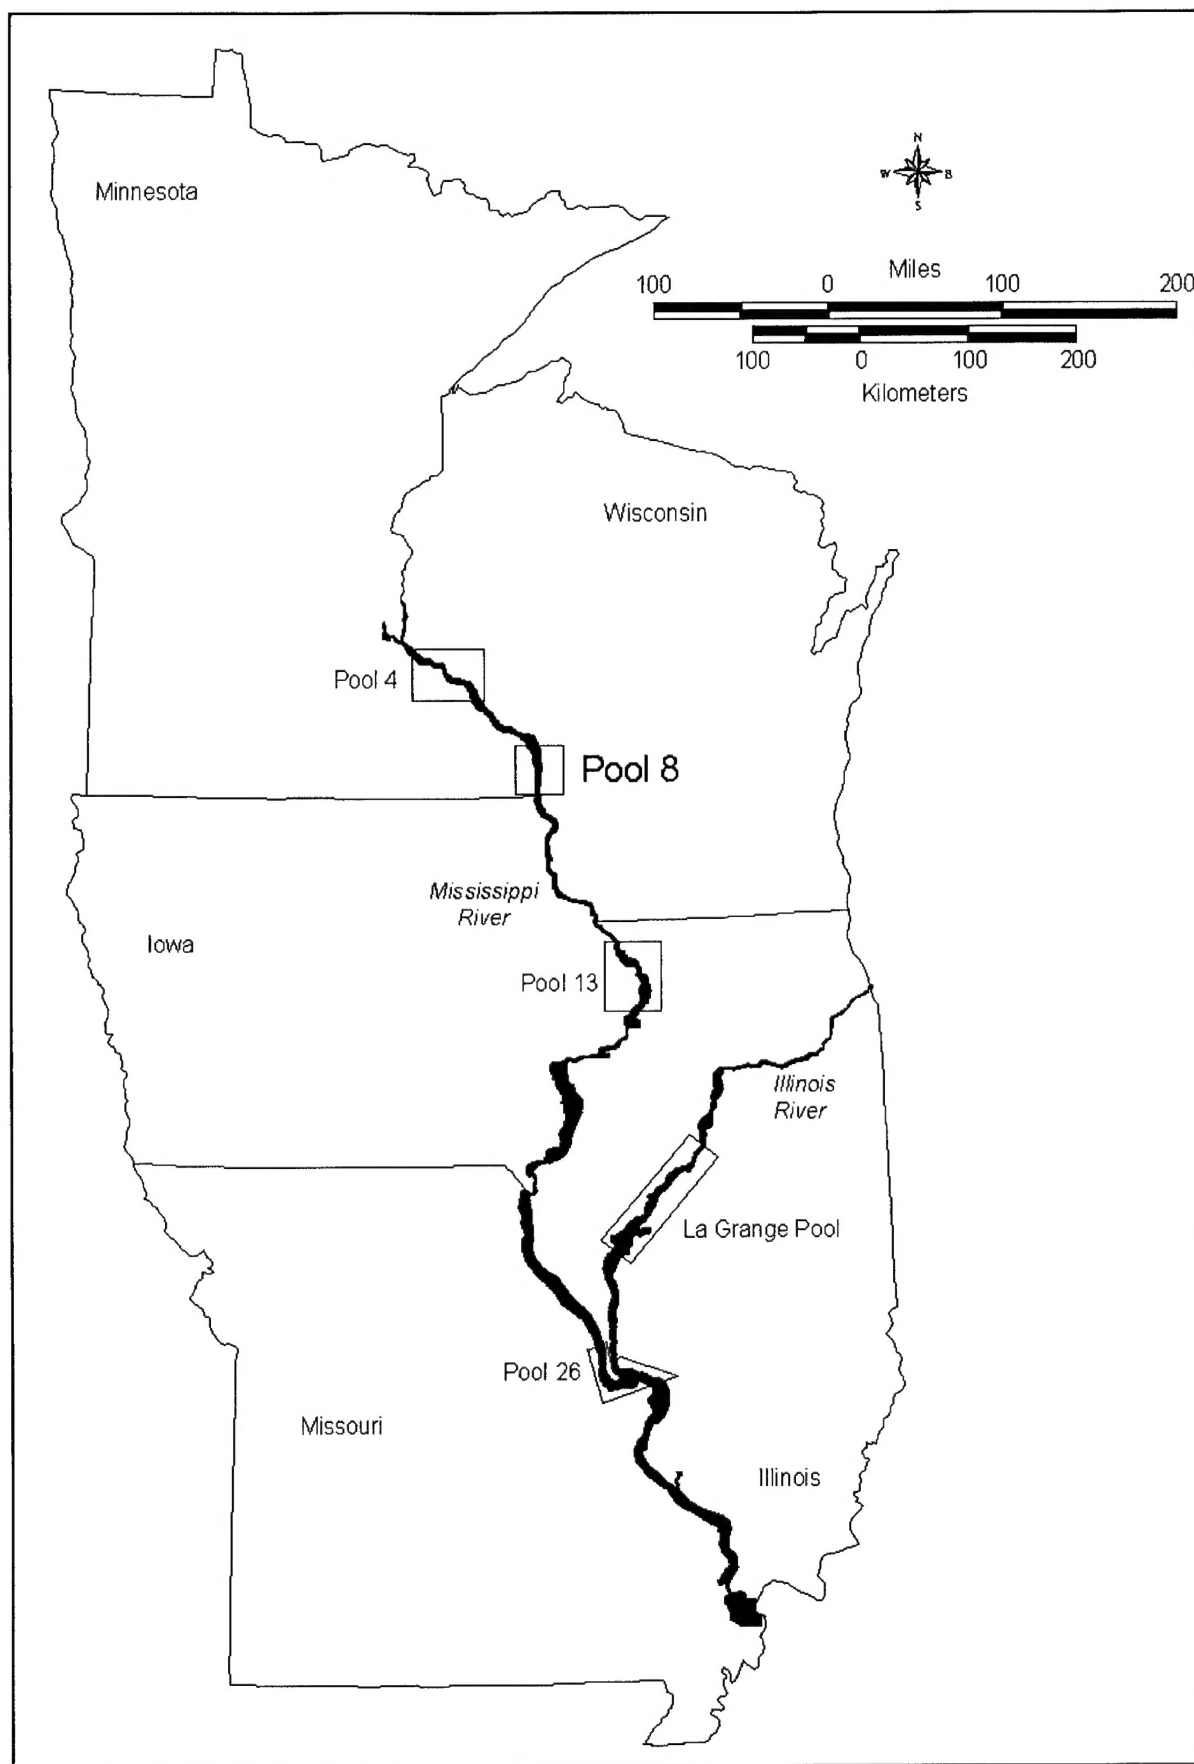 N
W B
S
Minnesota
Miles
100 0 100 200
100 0 100 200
Kilometers
Wisconsin
Pool 4
Pool 8
Mississippi
River
Iowa
Pool 13
Illinois
River
La Grange Pool
Pool 26
Missouri
Illinois